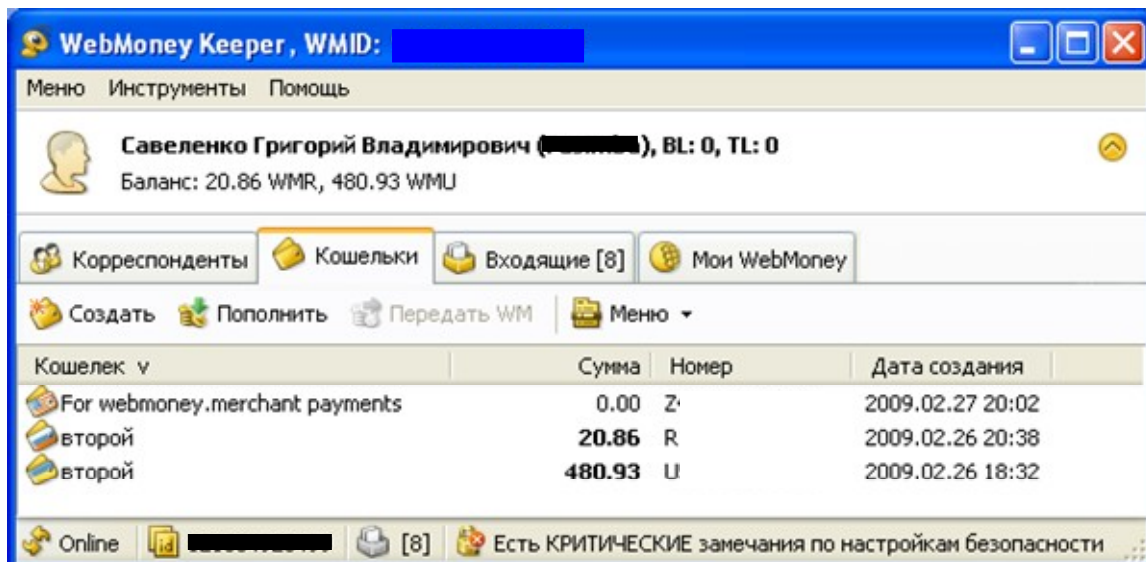 WebMoney Keeper, WMID:
Меню Инструменты Помощь
Савеленко Григорий Владимирович ( ), BL: 0, TL: 0
Баланс: 20.86 WMR, 480.93 WMU
Корреспонденты Кошельки Входящие [8] Мои WebMoney
Создать Пополнить Передать WM Меню
Кошелек v Сумма Номер Дата создания
For webmoney.merchant payments 0.00 Z 2009.02.27 20:02
второй 20.86 R 2009.02.26 20:38
второй 480.93 U 2009.02.26 18:32
Online id [8] Есть КРИТИЧЕСКИЕ замечания по настройкам безопасности